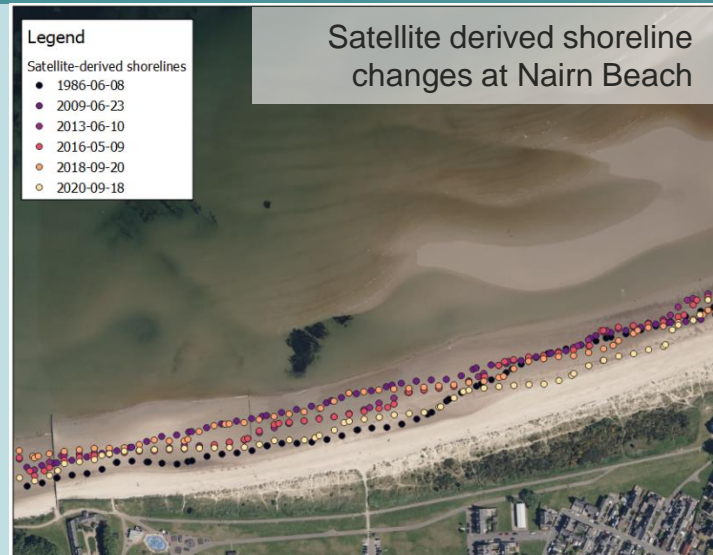 Satellite derived shoreline
changes at Nairn Beach
Legend
Satellite-derived shorelines
1986-06-08
2009-06-23
2013-06-10
2016-05-09
2018-09-20
2020-09-18